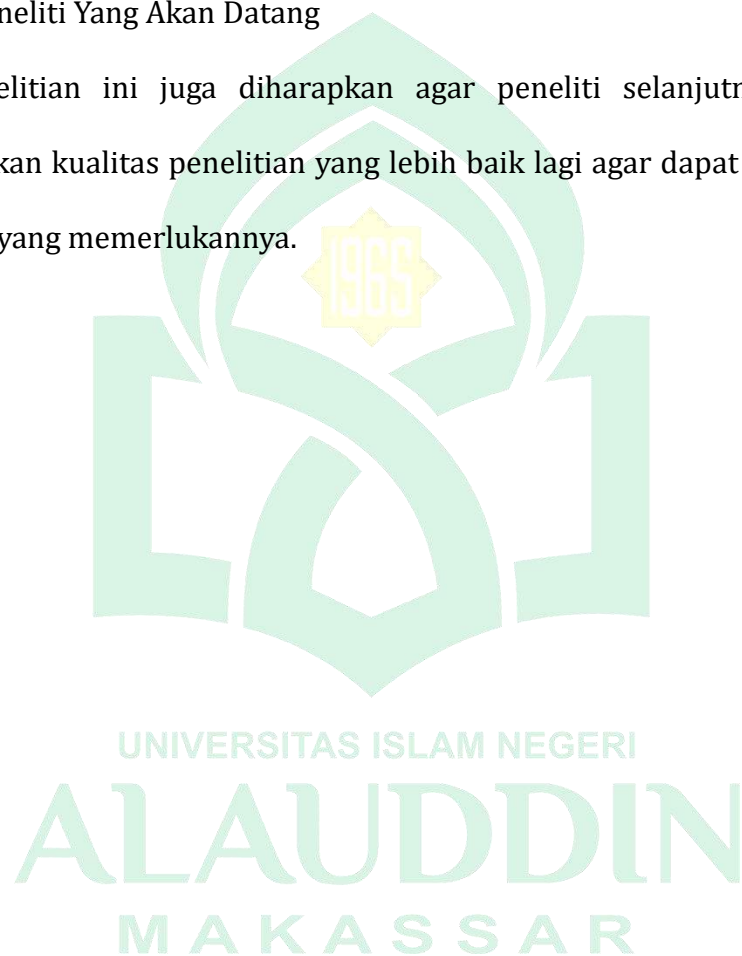 neliti Yang Akan Datang
elitian ini juga diharapkan agar peneliti selanjutn
kan kualitas penelitian yang lebih baik lagi agar dapat
yang memerlukannya.
1965
UNIVERSITAS ISLAM NEGERI
ALAUDDIN
MAKASSAR